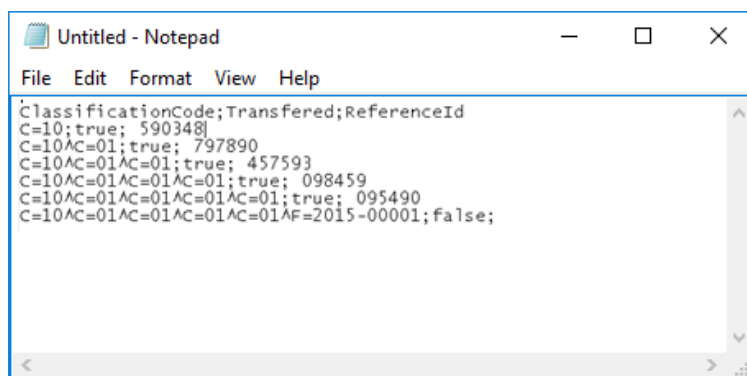 Untitled - Notepad
File Edit Format View Help
ClassificationCode;Transfered;ReferenceId
C=10;true; 590348
C=10^C=01;true; 797890
C=10^C=01^C=01;true; 457593
C=10^C=01^C=01^C=01;true; 098459
C=10^C=01^C=01^C=01^C=01;true; 095490
C=10^C=01^C=01^C=01^C=01^F=2015-00001;false;